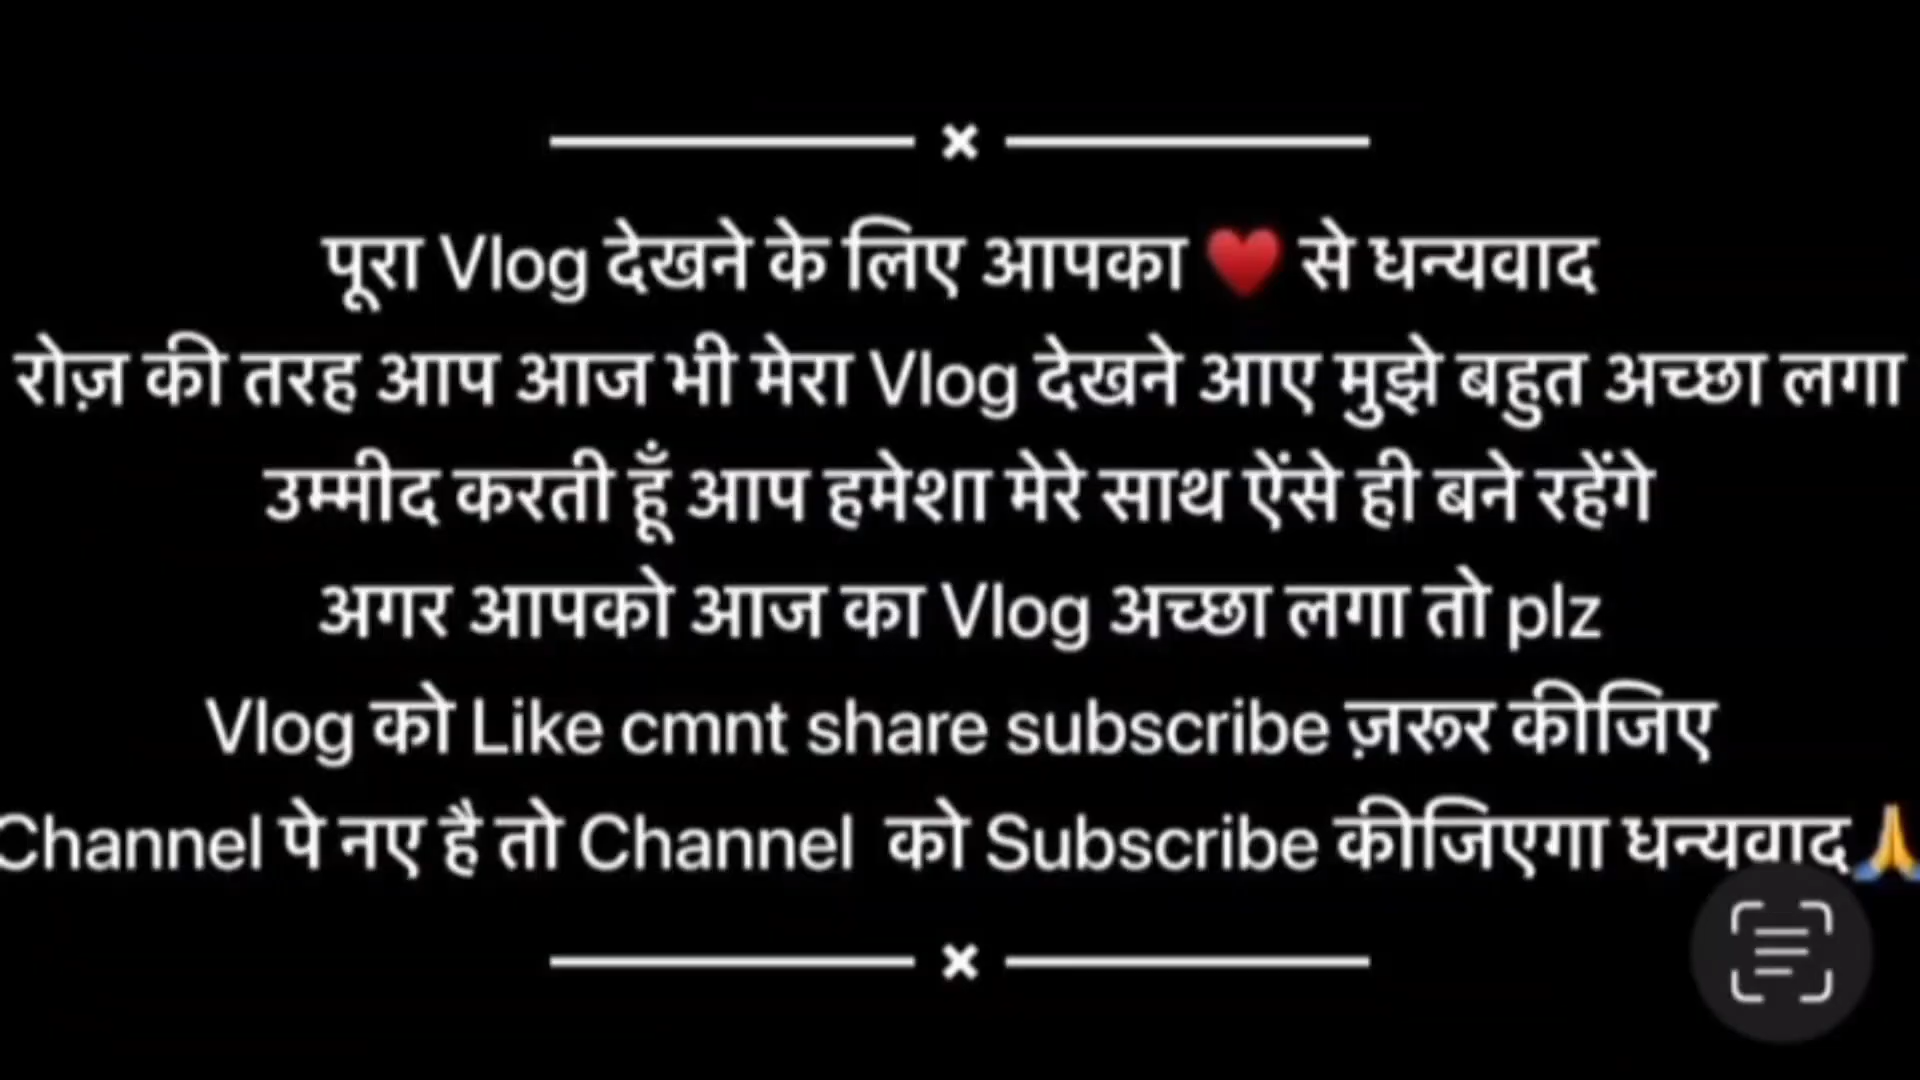 पूरा Vlog देखने के लिए आपका ♥️ से धन्यवाद
रोज़ की तरह आप आज भी मेरा Vlog देखने आए मुझे बहुत अच्छा लगा
उम्मीद करती हूँ आप हमेशा मेरे साथ ऐंसे ही बने रहेंगे
अगर आपको आज का Vlog अच्छा लगा तो plz
Vlog को Like cmnt share subscribe ज़रूर कीजिए
Channel पे नए है तो Channel को Subscribe कीजिएगा धन्यवाद🙏